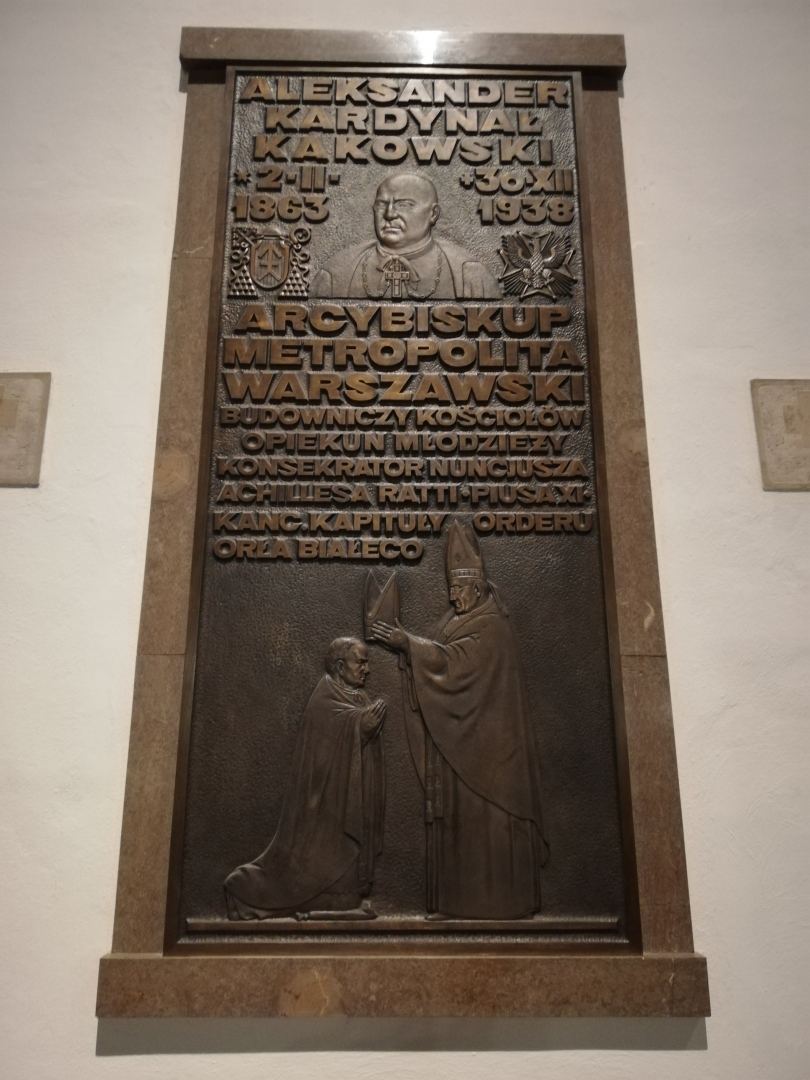 ALEKSANDER
KARDYNAŁ
KAKOWSKI
* 2·II· +30·XII
1863 1938
ARCYBISKUP
METROPOLITA
WARSZAWSKI
BUDOWNICZY KOŚCIOŁÓW
OPIEKUN MŁODZIEŻY
KONSEKRATOR NUNCJUSZA
ACHILLESA RATTI·PIUSA XI·
KANC. KAPITUŁY ORDERU
ORŁA BIAŁEGO